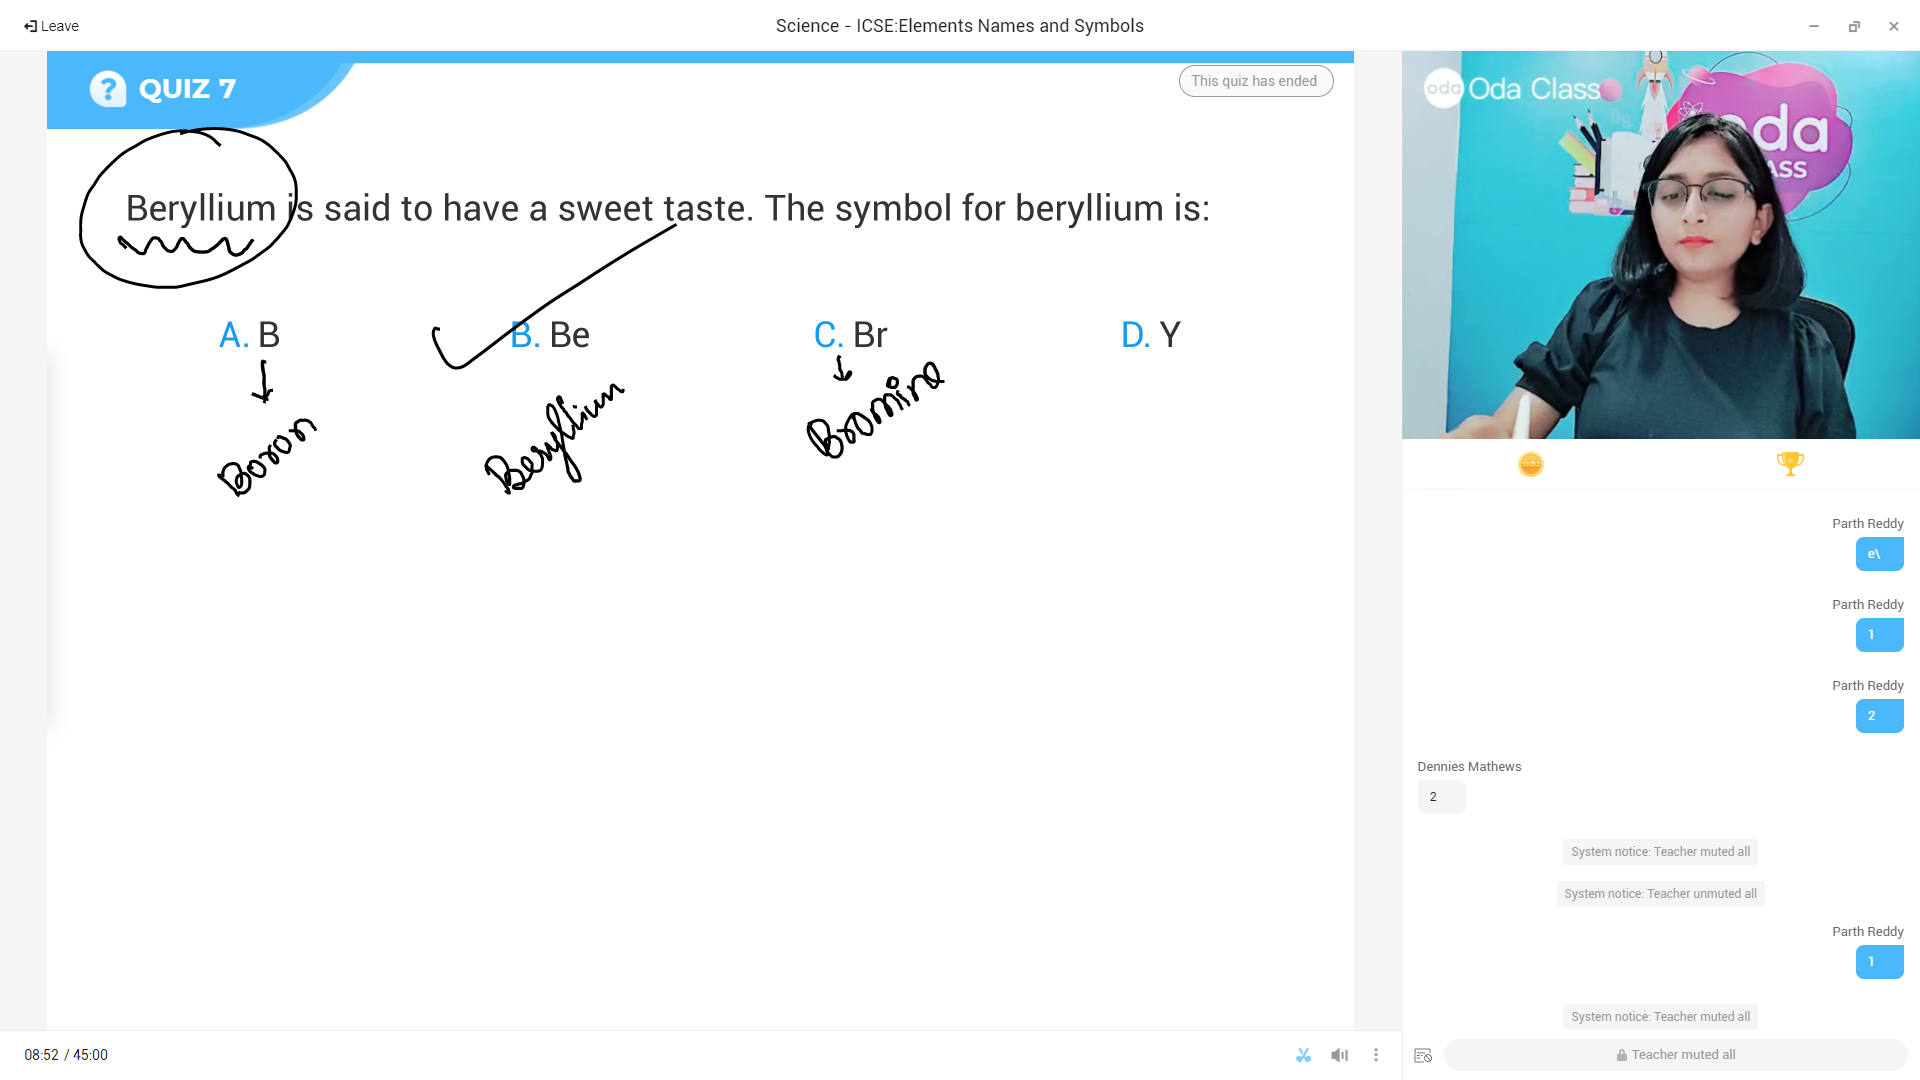 Leave
Science - ICSE:Elements Names and Symbols
? QUIZ 7
This quiz has ended
Beryllium is said to have a sweet taste. The symbol for beryllium is:
A. B
B. Be
C. Br
D. Y
Boron
Beryllium
Bromine
oda Oda Class
oda
ASS
oda
Parth Reddy
e\
Parth Reddy
1
Parth Reddy
2
Dennies Mathews
2
System notice: Teacher muted all
System notice: Teacher unmuted all
Parth Reddy
1
System notice: Teacher muted all
08:52 / 45:00
Teacher muted all